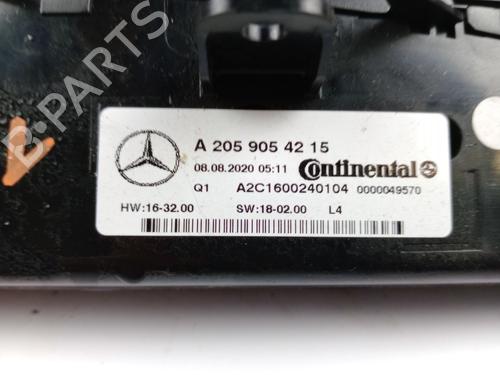 A 205 905 42 15
08.08.2020 05:11 Continental
Q1 A2C1600240104 0000049570
HW:16-32.00 SW:18-02.00 L4
B-PARTS